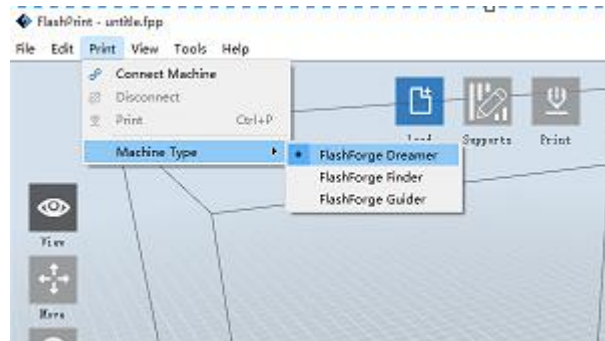 FlashPrint - untitle.fpp
File Edit Print View Tools Help
Connect Machine
Disconnect
Print Ctrl+P
Machine Type
FlashForge Dreamer
FlashForge Finder
FlashForge Guider
Load Supports Print
View
Move